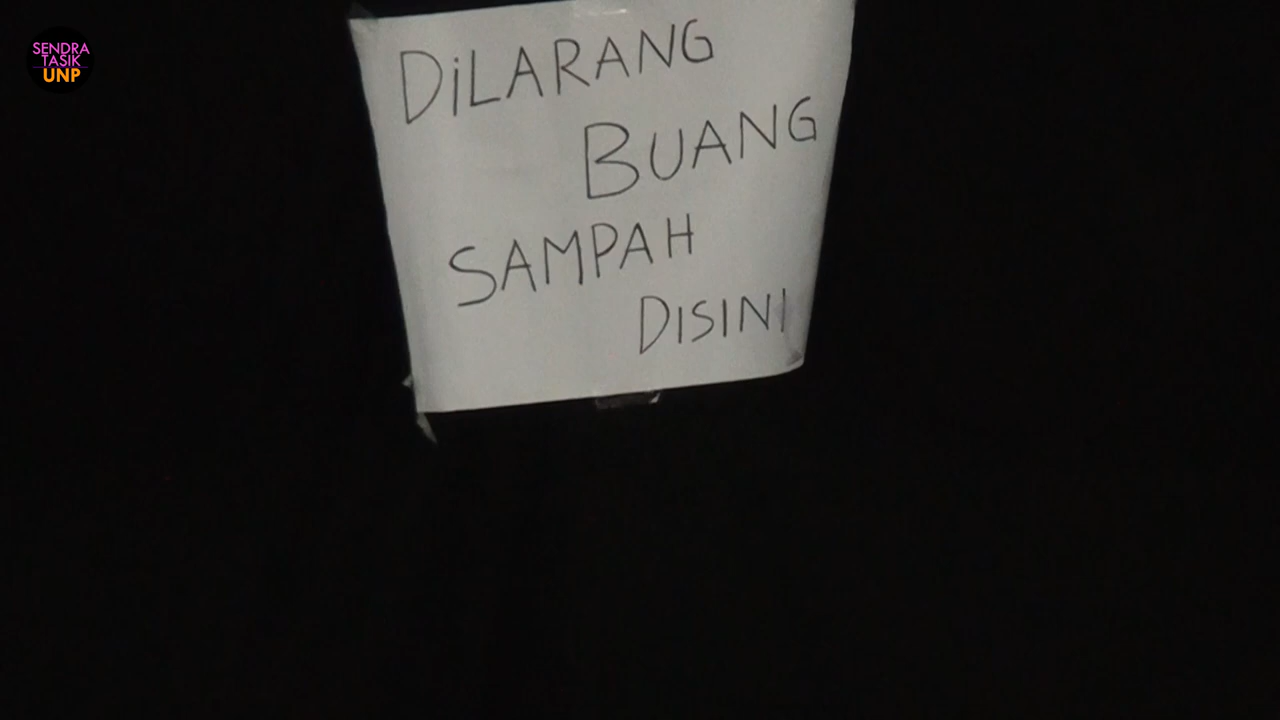 SENDRA
TASIK
UNP
DiLARANG
BUANG
SAMPAH
DISINI